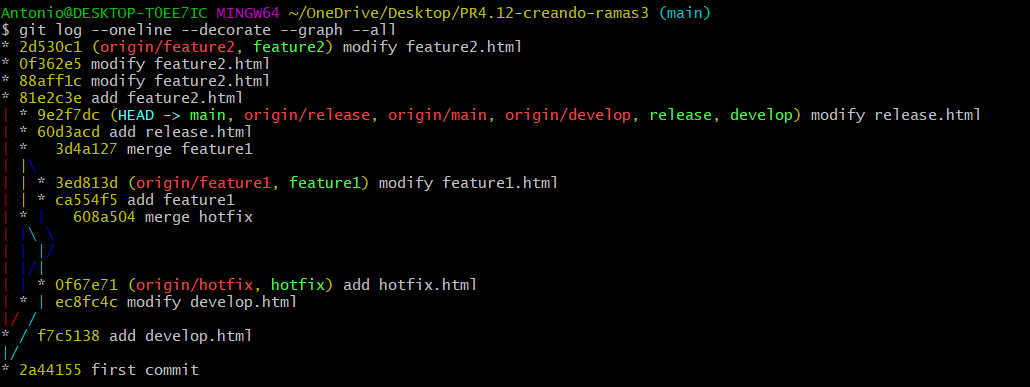 Antonio@DESKTOP-TOEE7IC MINGW64 ~/OneDrive/Desktop/PR4.12-creando-ramas3 (main)
$ git log --oneline --decorate --graph --all
* 2d530c1 (origin/feature2, feature2) modify feature2.html
* 0f362e5 modify feature2.html
* 88aff1c modify feature2.html
* 81e2c3e add feature2.html
| * 9e2f7dc (HEAD -> main, origin/release, origin/main, origin/develop, release, develop) modify release.html
| * 60d3acd add release.html
| *   3d4a127 merge feature1
| |\
| | * 3ed813d (origin/feature1, feature1) modify feature1.html
| | * ca554f5 add feature1
| * |   608a504 merge hotfix
| |\ \
| | |/
| |/|
| | * 0f67e71 (origin/hotfix, hotfix) add hotfix.html
| * | ec8fc4c modify develop.html
|/ /
* / f7c5138 add develop.html
|/
* 2a44155 first commit